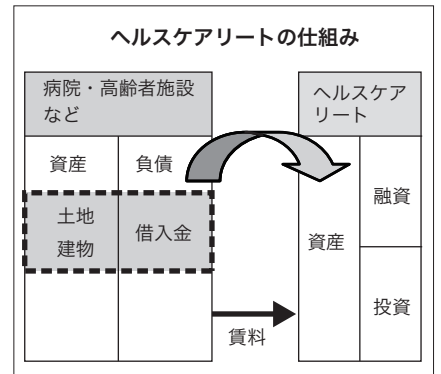 ヘルスケアリートの仕組み
病院・高齢者施設
など
資産
負債
土地
建物
借入金
賃料
ヘルスケア
リート
資産
融資
投資